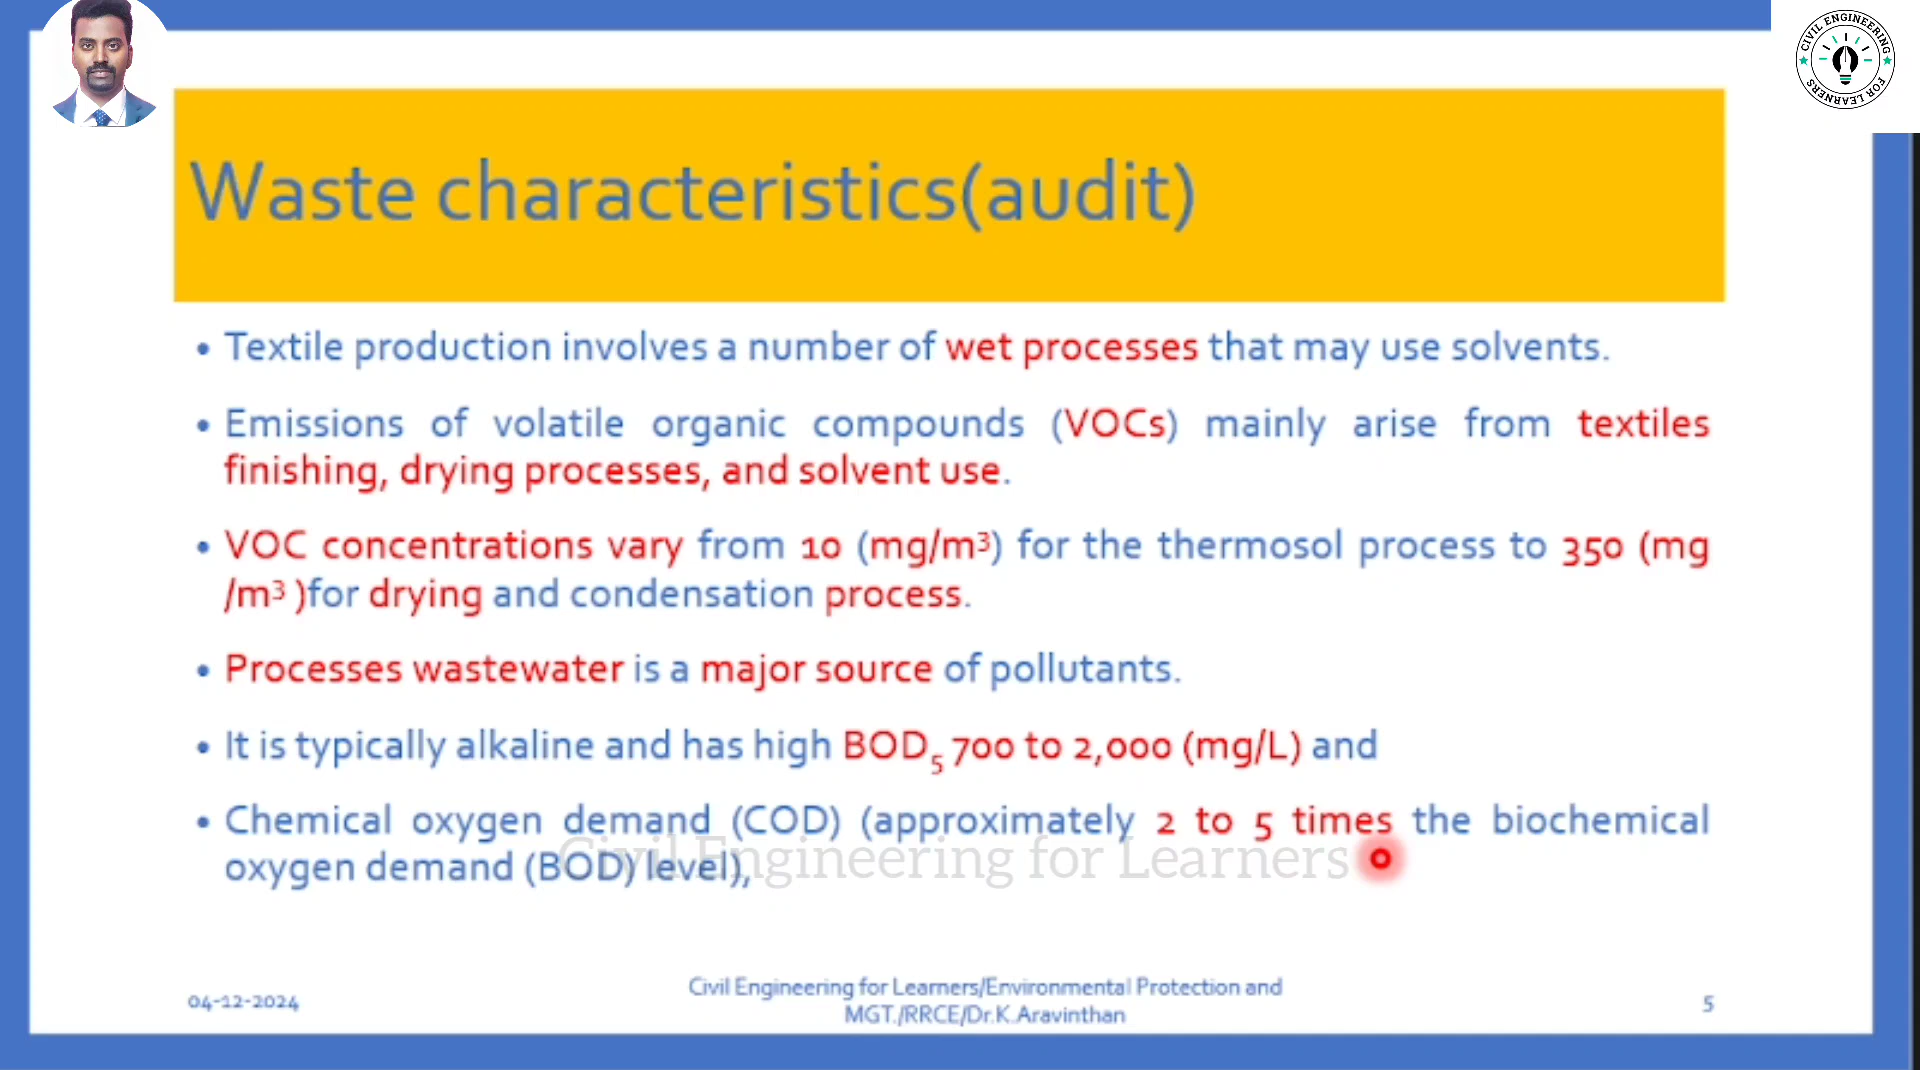 CIVIL ENGINEERING
FOR LEARNERS
Waste characteristics(audit)
• Textile production involves a number of wet processes that may use solvents.
• Emissions of volatile organic compounds (VOCs) mainly arise from textiles
finishing, drying processes, and solvent use.
• VOC concentrations vary from 10 (mg/m³) for the thermosol process to 350 (mg
/m³ )for drying and condensation process.
• Processes wastewater is a major source of pollutants.
• It is typically alkaline and has high BOD₅ 700 to 2,000 (mg/L) and
• Chemical oxygen demand (COD) (approximately 2 to 5 times the biochemical
oxygen demand (BOD) level),
Civil Engineering for Learners
04-12-2024
Civil Engineering for Learners/Environmental Protection and
MGT./RRCE/Dr.K.Aravinthan
5